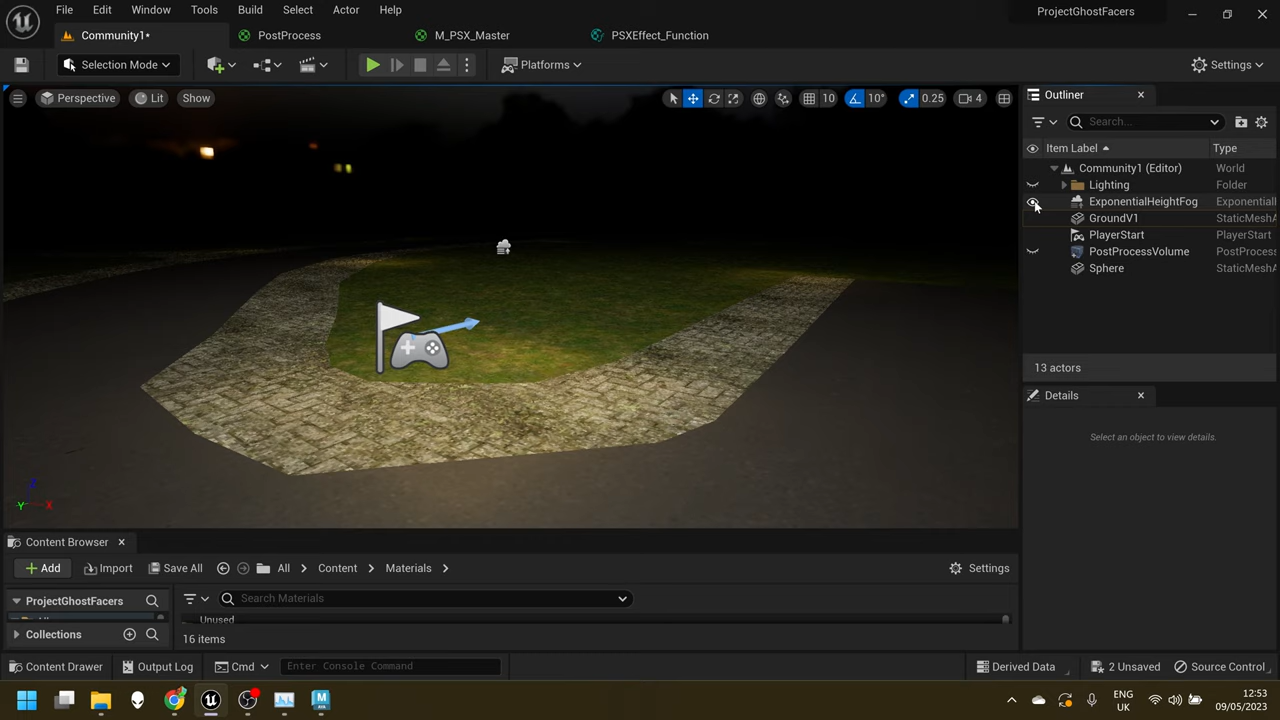 File Edit Window Tools Build Select Actor Help ProjectGhostFacers
Community1* PostProcess M_PSX_Master PSXEffect_Function
Selection Mode Platforms Settings
Perspective Lit Show 10 10° 0.25 4
Outliner
Search...
Item Label Type
Community1 (Editor) World
Lighting Folder
ExponentialHeightFog Exponential
GroundV1 StaticMeshA
PlayerStart PlayerStart
PostProcessVolume PostProcess
Sphere StaticMeshA
13 actors
Details
Select an object to view details.
Z
Y X
Content Browser
Add Import Save All All Content Materials Settings
ProjectGhostFacers Search Materials
Unused
Collections 16 items
Content Drawer Output Log Cmd Enter Console Command Derived Data 2 Unsaved Source Control
ENG
UK
12:53
09/05/2023